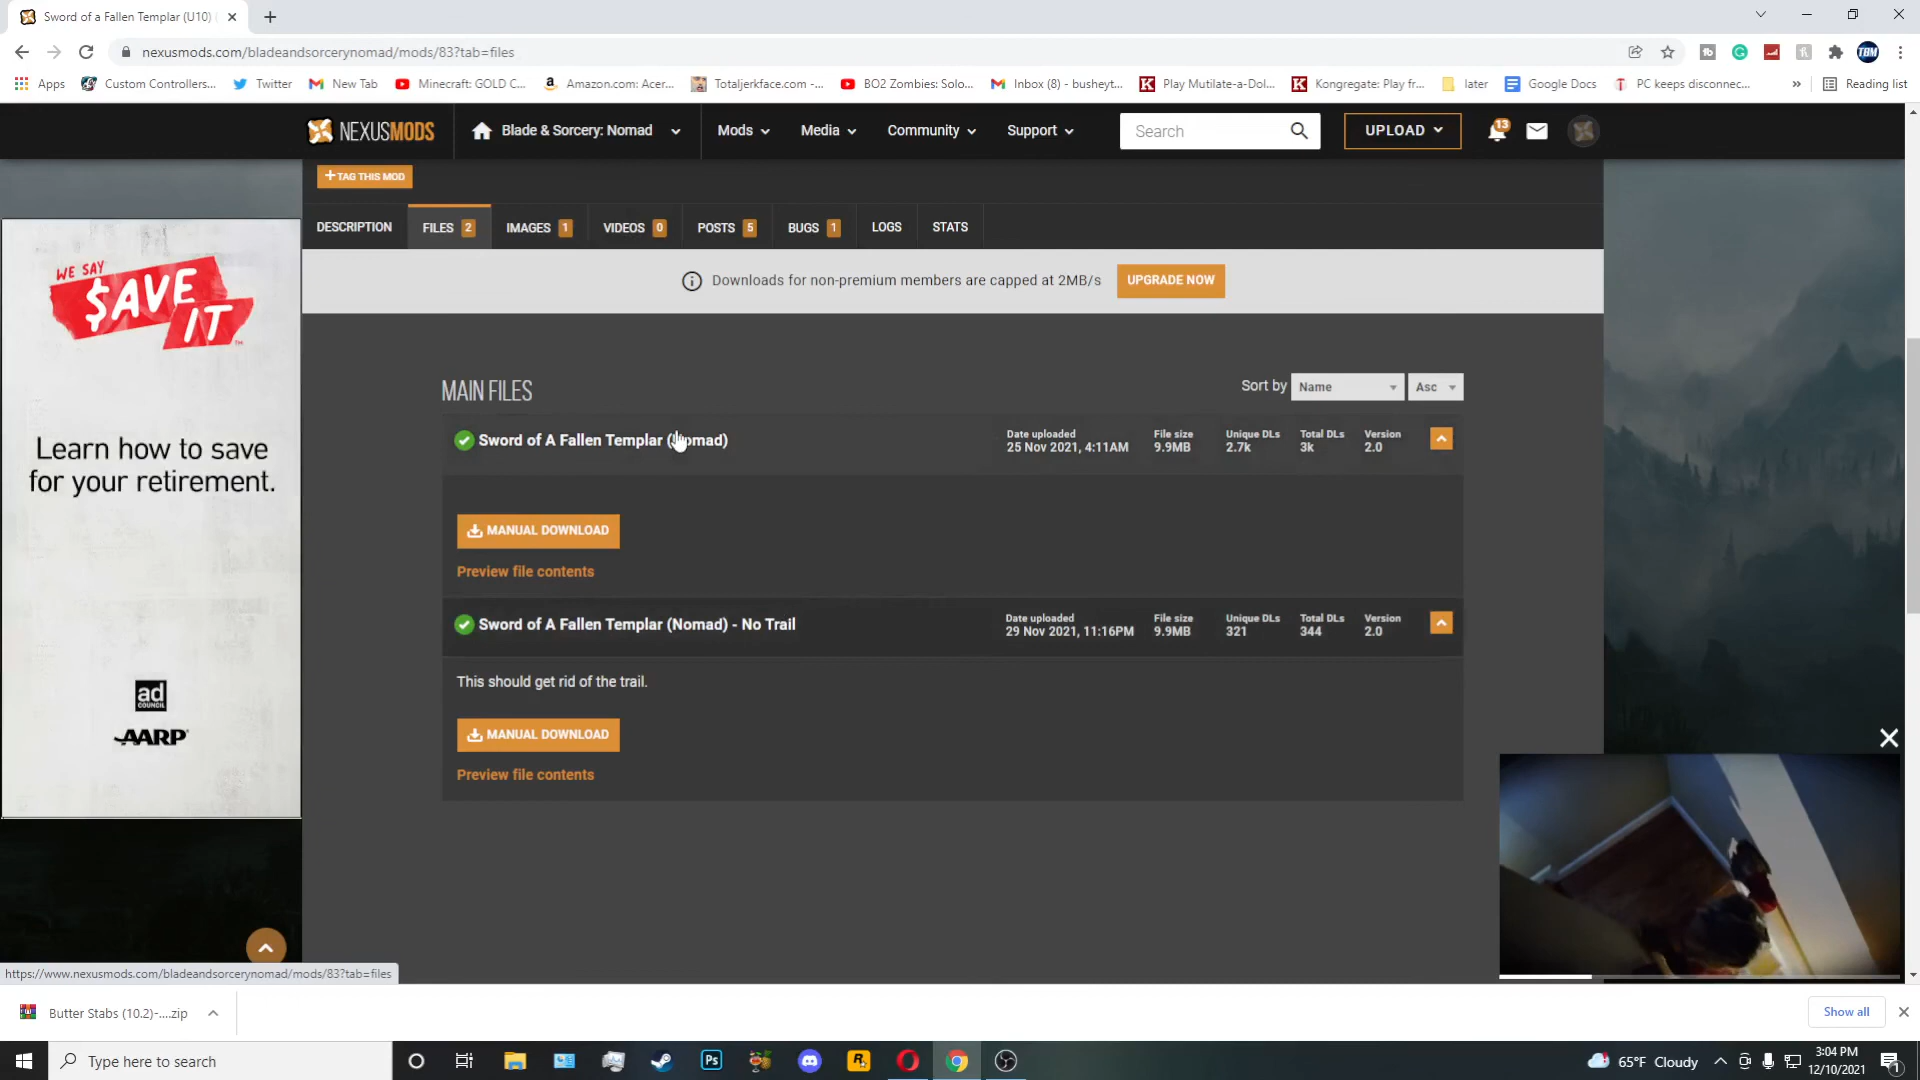 Sword of a Fallen Templar (U10)
nexusmods.com/bladeandsorcerynomad/mods/83?tab=files
Apps
Custom Controllers...
Twitter
New Tab
Minecraft: GOLD C...
Amazon.com: Acer...
Totaljerkface.com -...
BO2 Zombies: Solo...
Inbox (8) - busheyt...
Play Mutilate-a-Dol...
Kongregate: Play fr...
later
Google Docs
PC keeps disconnec...
»
Reading list
TBM
NEXUSMODS
Blade & Sorcery: Nomad
Mods
Media
Community
Support
Search
UPLOAD
13
+TAG THIS MOD
DESCRIPTION
FILES 2
IMAGES 1
VIDEOS 0
POSTS 5
BUGS 1
LOGS
STATS
Downloads for non-premium members are capped at 2MB/s
UPGRADE NOW
WE SAY
$AVE
IT
Learn how to save
for your retirement.
ad
COUNCIL
AARP
MAIN FILES
Sort by Name Asc
Sword of A Fallen Templar (Nomad)
Date uploaded File size Unique DLs Total DLs Version
25 Nov 2021, 4:11AM 9.9MB 2.7k 3k 2.0
MANUAL DOWNLOAD
Preview file contents
Sword of A Fallen Templar (Nomad) - No Trail
Date uploaded File size Unique DLs Total DLs Version
29 Nov 2021, 11:16PM 9.9MB 321 344 2.0
This should get rid of the trail.
MANUAL DOWNLOAD
Preview file contents
https://www.nexusmods.com/bladeandsorcerynomad/mods/83?tab=files
Butter Stabs (10.2)-....zip
Show all
Type here to search
Ps
R
65°F Cloudy
3:04 PM
12/10/2021
1